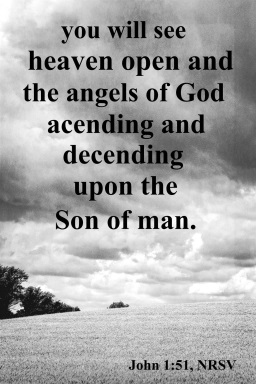 you will see
heaven open and
the angels of God
acending and
decending
upon the
Son of man.
John 1:51, NRSV